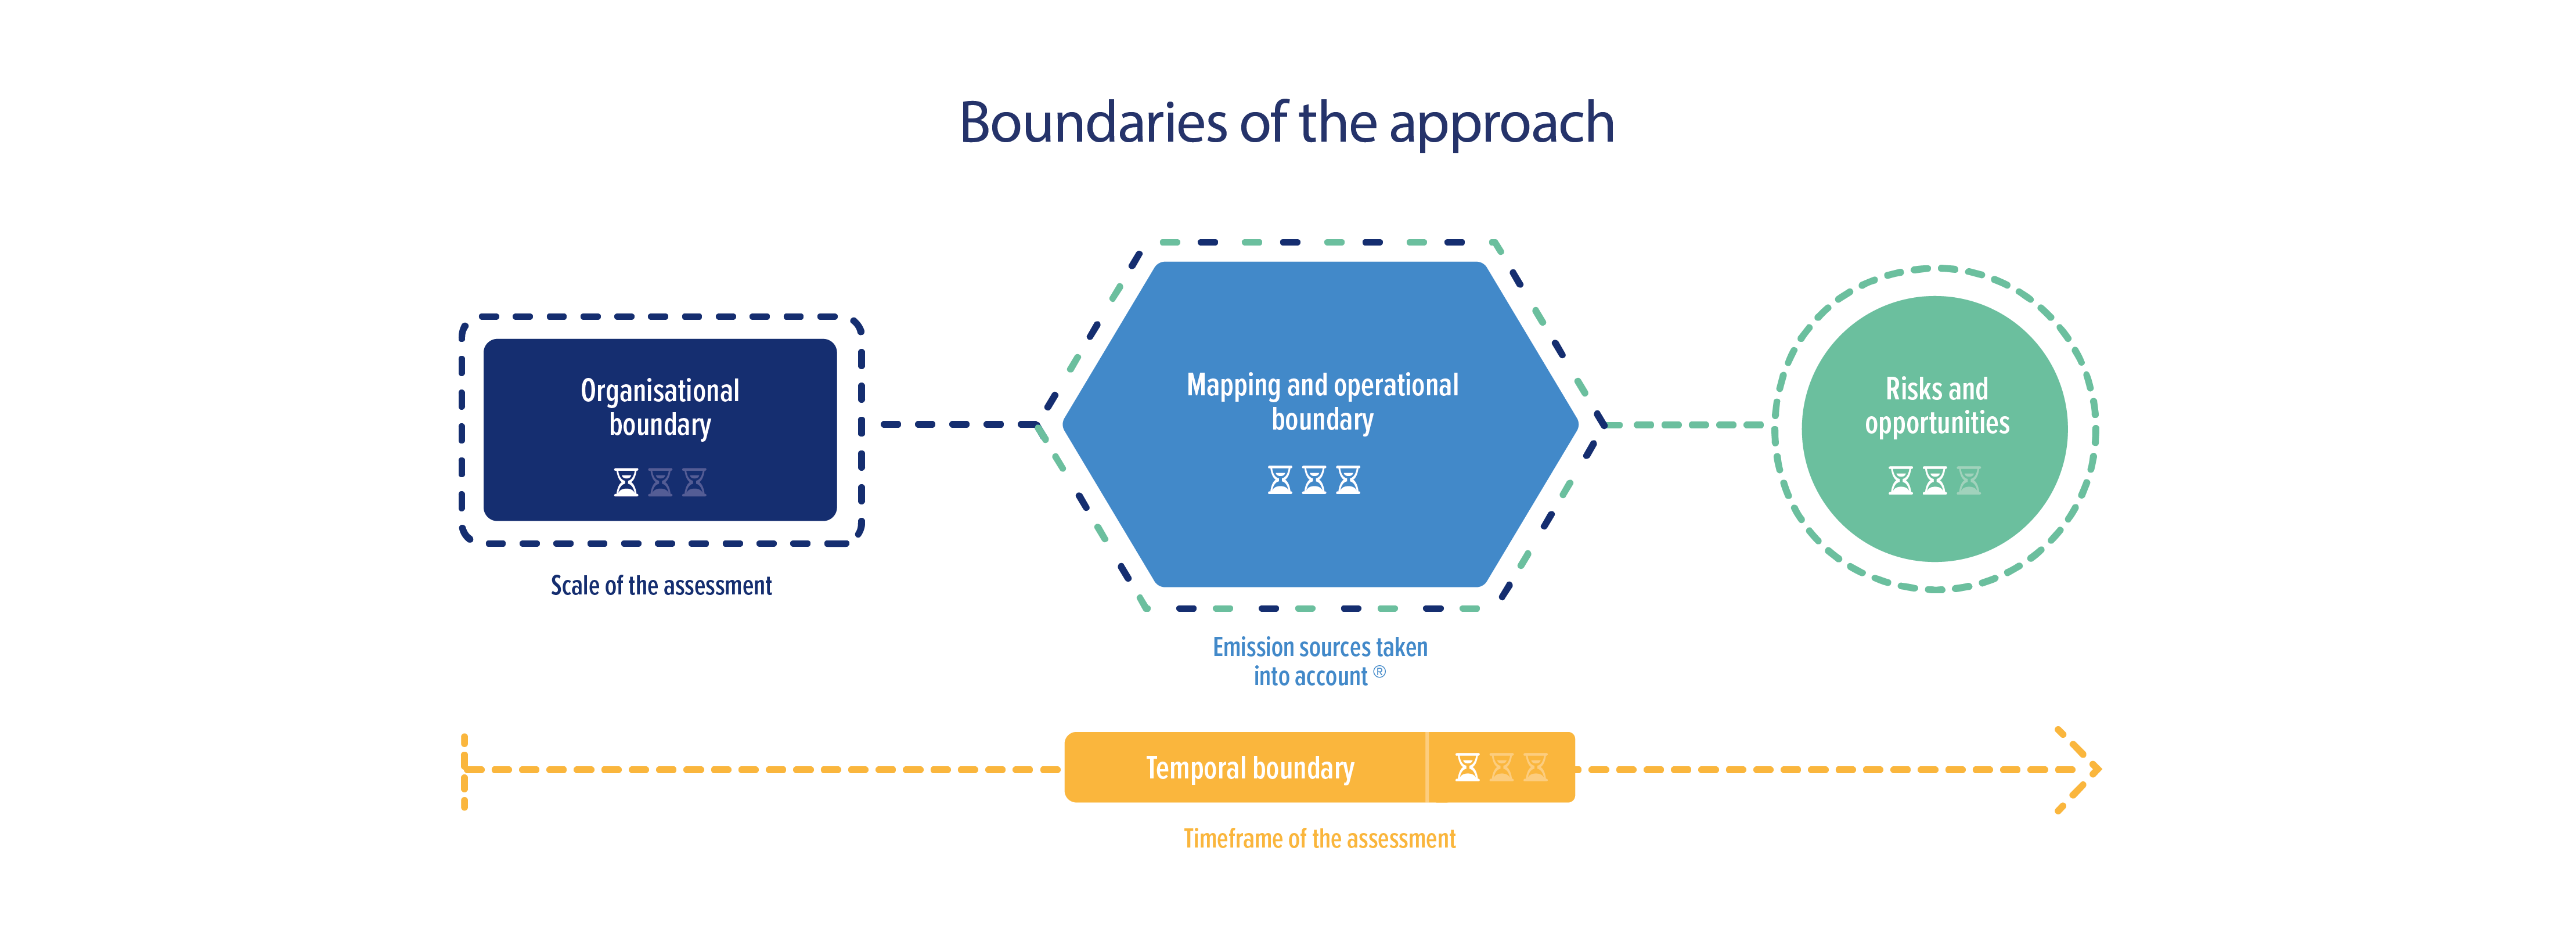 Boundaries of the approach
Organisational
boundary
Scale of the assessment
Mapping and operational
boundary
Emission sources taken
into account ®
Risks and
opportunities
Temporal boundary
Timeframe of the assessment